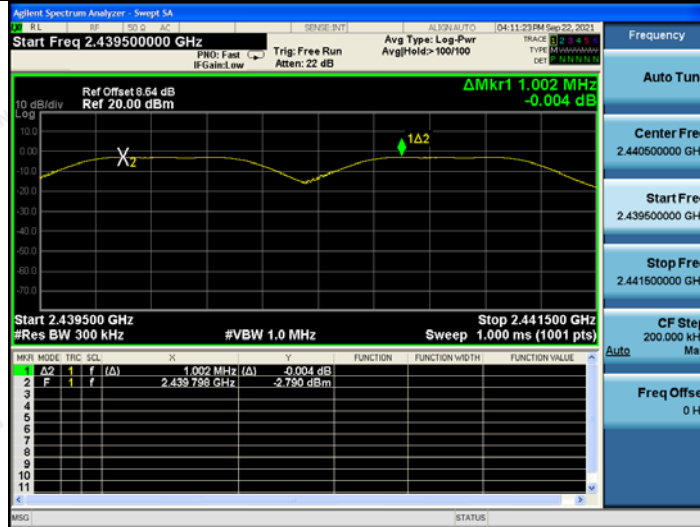 Agilent Spectrum Analyzer - Swept SA
RL RF 50 Ω AC SENSE:INT ALIGNAUTO 04:11:23 PM Sep 22, 2021
Start Freq 2.439500000 GHz
PNO: Fast
IFGain:Low
Trig: Free Run
Atten: 22 dB
Avg Type: Log-Pwr
Avg|Hold:> 100/100
TRACE 1 2 3 4 5 6
TYPE M
DET P N N N N N
Frequency
Auto Tun
Center Fre
2.440500000 GH
Start Fre
2.439500000 GH
Stop Fre
2.441500000 GH
CF Ste
200.000 kH
Auto Ma
Freq Offse
0 H
ΔMkr1 1.002 MHz
-0.004 dB
Ref Offset 8.64 dB
10 dB/div Ref 20.00 dBm
Log
10.0
0.00
-10.0
-20.0
-30.0
-40.0
-50.0
-60.0
-70.0
2
1Δ2
Start 2.439500 GHz Stop 2.441500 GHz
#Res BW 300 kHz #VBW 1.0 MHz Sweep 1.000 ms (1001 pts)
MKR MODE TRC SCL X Y FUNCTION FUNCTION WIDTH FUNCTION VALUE
1 Δ2 1 f (Δ) 1.002 MHz (Δ) -0.004 dB
2 F 1 f 2.439 798 GHz -2.790 dBm
3
4
5
6
7
8
9
10
11
MSG STATUS